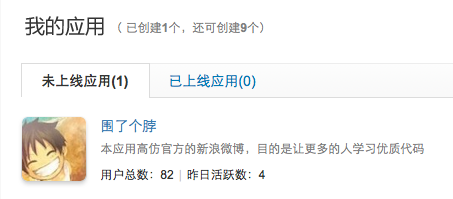 我的应用 （ 已创建1个，还可创建9个）
未上线应用(1) 已上线应用(0)
围了个脖
本应用高仿官方的新浪微博，目的是让更多的人学习优质代码
用户总数：82 | 昨日活跃数：4